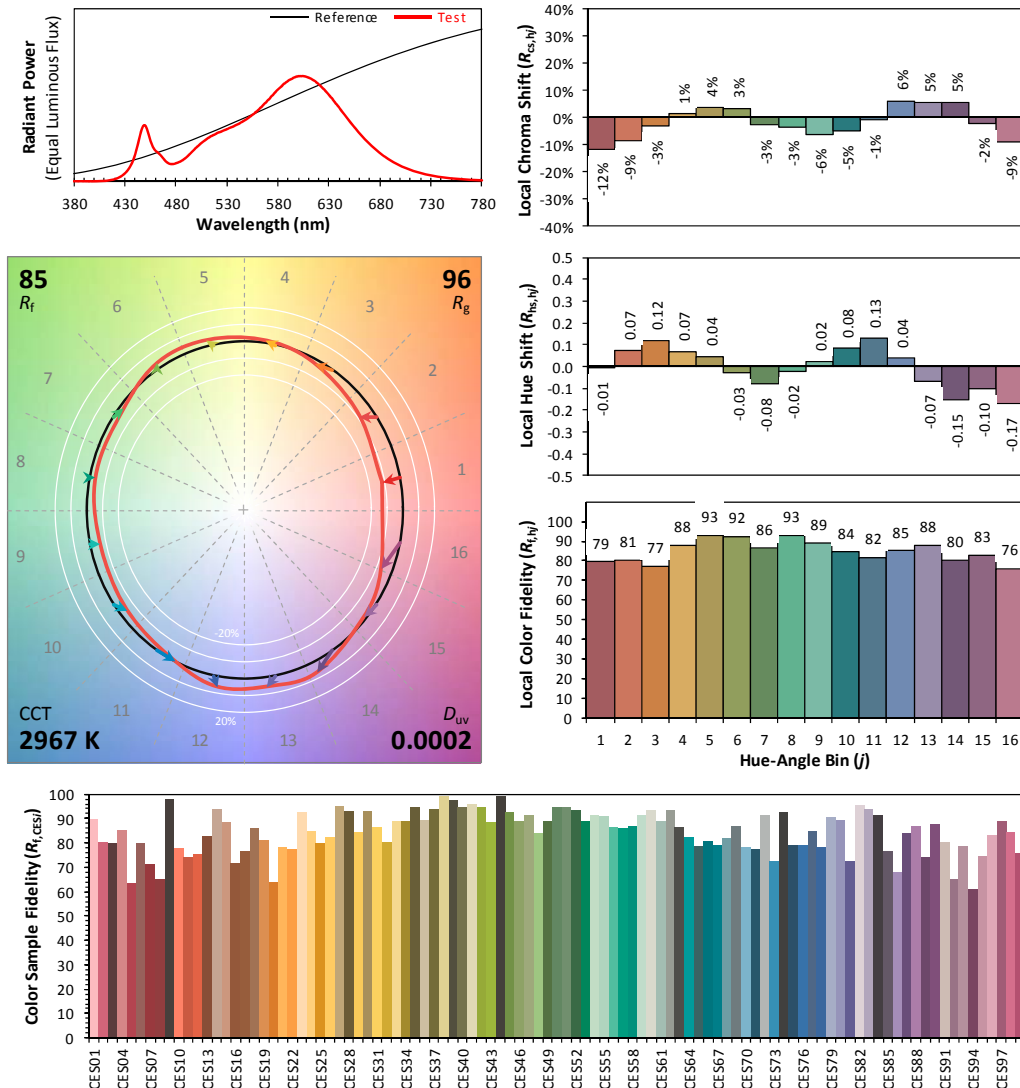 Reference Test
Radiant Power
(Equal Luminous Flux)
380 430 480 530 580 630 680 730 780
Wavelength (nm)
Local Chroma Shift (Rcs,hj)
40%
30%
20%
10%
0%
-10%
-20%
-30%
-40%
-12% -9% -3% 1% 4% 3% -3% -3% -6% -5% -1% 6% 5% 5% -2% -9%
85
Rf
96
Rg
5 4
6 3
7 2
8 1
9 16
10 15
11 14
12 13
-20%
20%
CCT
2967 K
Duv
0.0002
Local Hue Shift (Rhs,hj)
0.5
0.4
0.3
0.2
0.1
0.0
-0.1
-0.2
-0.3
-0.4
-0.5
-0.01 0.07 0.12 0.07 0.04 -0.03 -0.08 -0.02 0.02 0.08 0.13 0.04 -0.07 -0.15 -0.10 -0.17
Local Color Fidelity (Rf,hj)
100
90
80
70
60
50
40
30
20
10
0
79 81 77 88 93 92 86 93 89 84 82 85 88 80 83 76
1 2 3 4 5 6 7 8 9 10 11 12 13 14 15 16
Hue-Angle Bin (j)
Color Sample Fidelity (Rf,CESi)
100
90
80
70
60
50
40
30
20
10
0
CES01 CES04 CES07 CES10 CES13 CES16 CES19 CES22 CES25 CES28 CES31 CES34 CES37 CES40 CES43 CES46 CES49 CES52 CES55 CES58 CES61 CES64 CES67 CES70 CES73 CES76 CES79 CES82 CES85 CES88 CES91 CES94 CES97